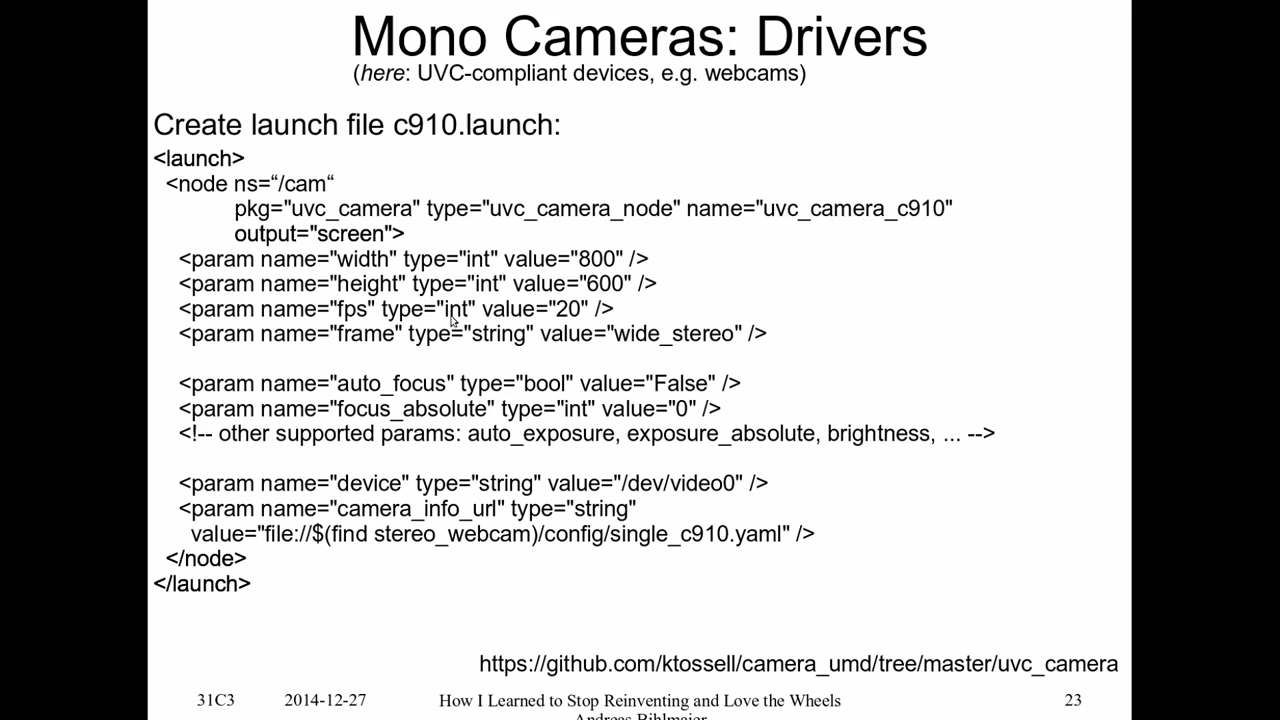 Mono Cameras: Drivers
(here: UVC-compliant devices, e.g. webcams)
Create launch file c910.launch:
<launch>
<node ns=“/cam“
pkg="uvc_camera" type="uvc_camera_node" name="uvc_camera_c910"
output="screen">
<param name="width" type="int" value="800" />
<param name="height" type="int" value="600" />
<param name="fps" type="int" value="20" />
<param name="frame" type="string" value="wide_stereo" />
<param name="auto_focus" type="bool" value="False" />
<param name="focus_absolute" type="int" value="0" />
<!-- other supported params: auto_exposure, exposure_absolute, brightness, ... -->
<param name="device" type="string" value="/dev/video0" />
<param name="camera_info_url" type="string"
value="file://$(find stereo_webcam)/config/single_c910.yaml" />
</node>
</launch>
https://github.com/ktossell/camera_umd/tree/master/uvc_camera
31C3 2014-12-27 How I Learned to Stop Reinventing and Love the Wheels 23
Andreas Bihlmaier